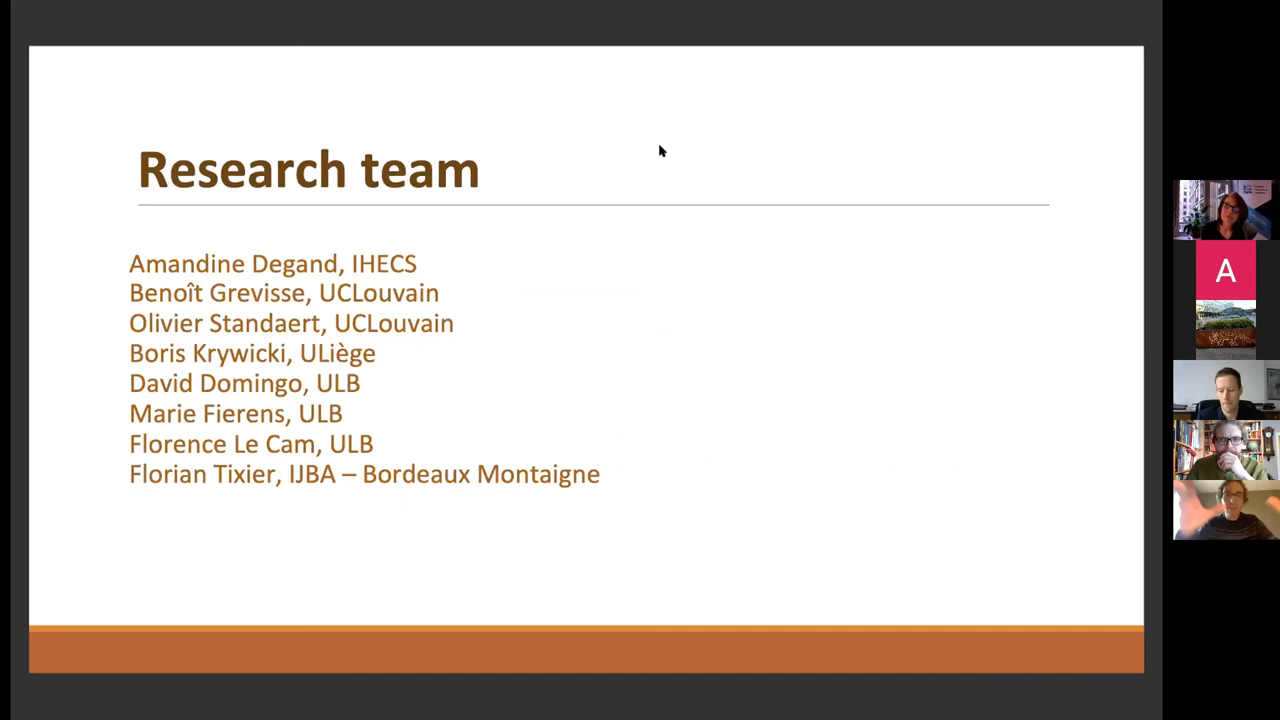 Research team
Amandine Degand, IHECS
Benoît Grevisse, UCLouvain
Olivier Standaert, UCLouvain
Boris Krywicki, ULiège
David Domingo, ULB
Marie Fierens, ULB
Florence Le Cam, ULB
Florian Tixier, IJBA – Bordeaux Montaigne
A